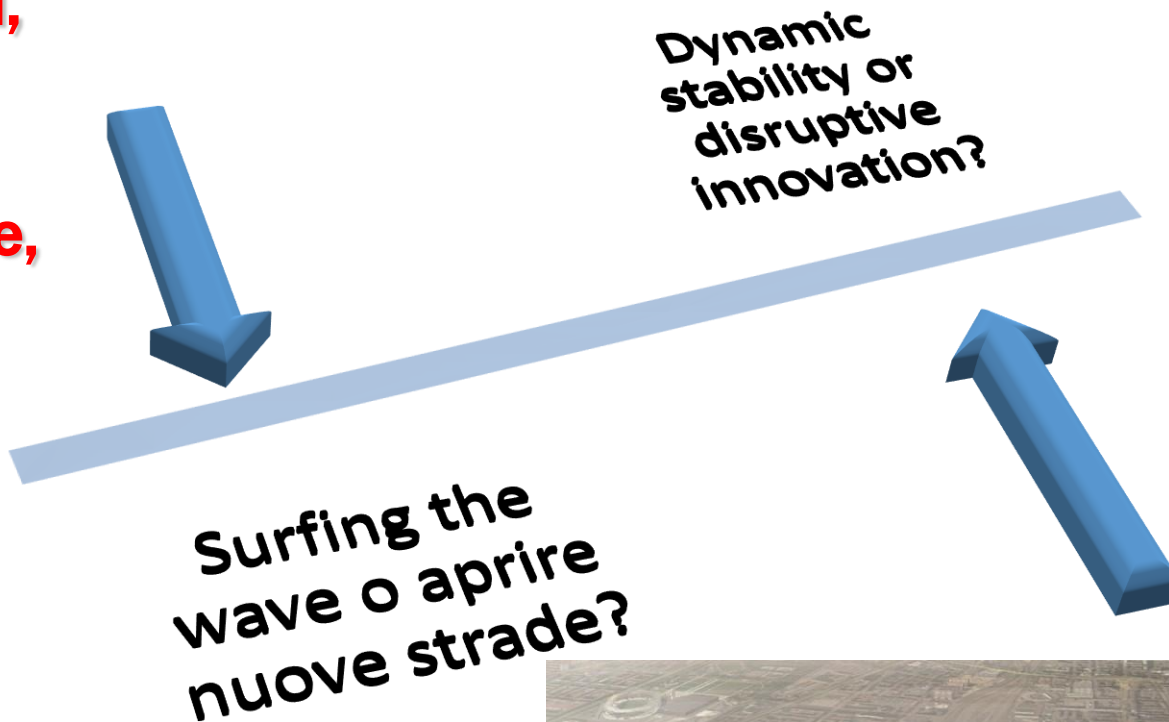 Dynamic
stability or
disruptive
innovation?
Surfing the
wave o aprire
nuove strade?